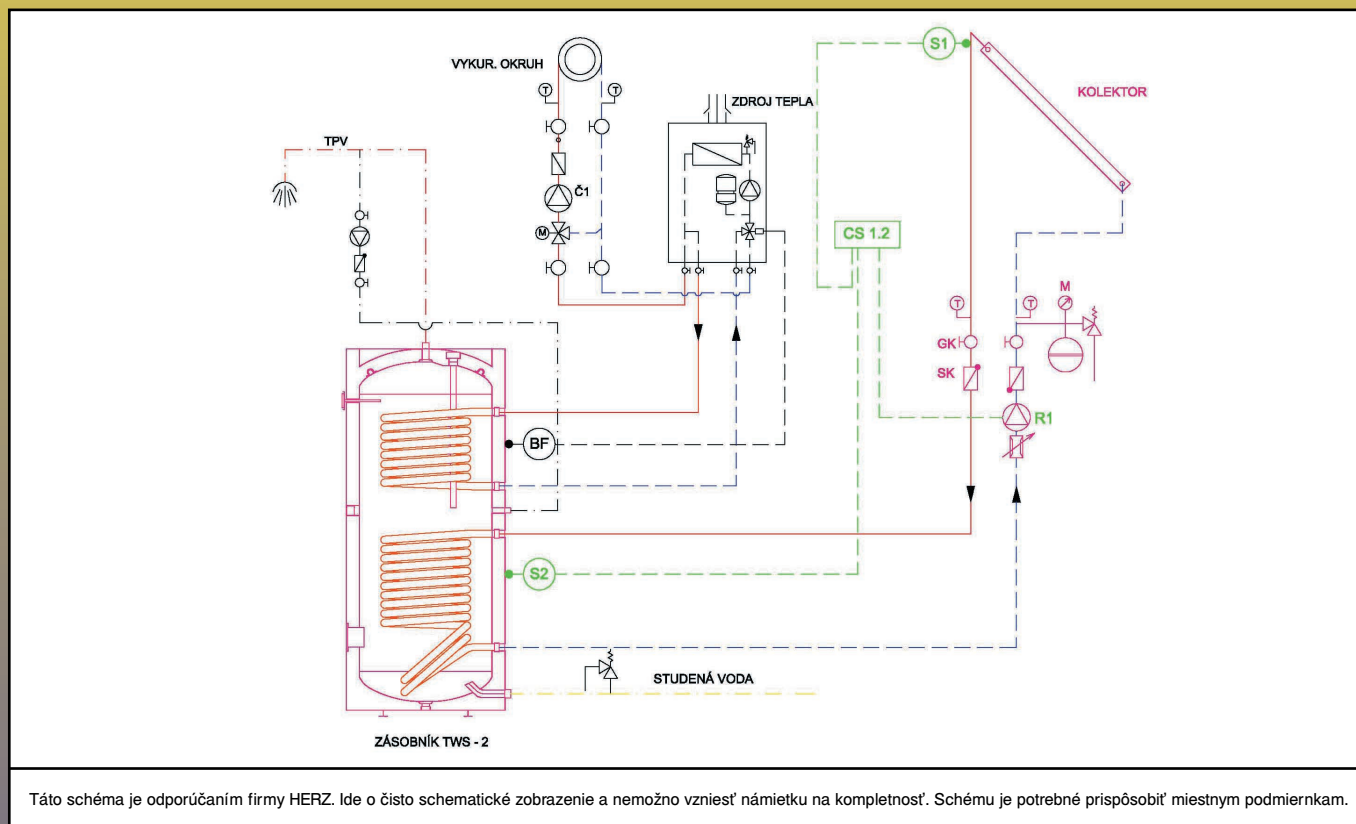 S1
VYKUR. OKRUH
KOLEKTOR
T
T
ZDROJ TEPLA
TPV
Č1
M
CS 1.2
M
T
T
GK
SK
R1
BF
S2
STUDENÁ VODA
ZÁSOBNÍK TWS - 2
Táto schéma je odporúčaním firmy HERZ. Ide o čisto schematické zobrazenie a nemožno vzniesť námietku na kompletnosť. Schému je potrebné prispôsobiť miestnym podmiernkam.